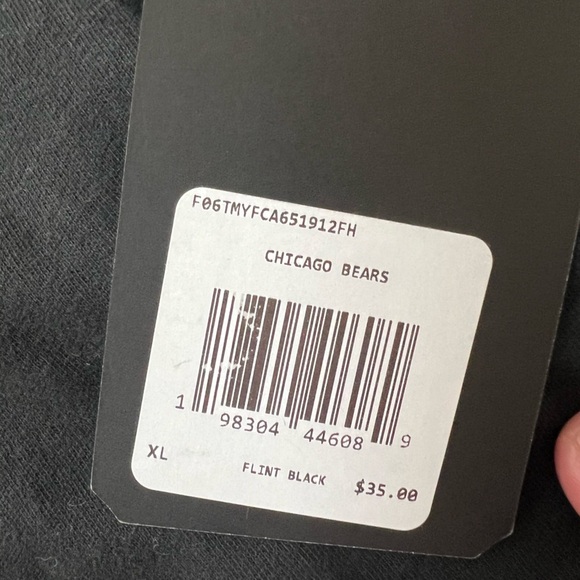 F06TMYFCA651912FH
CHICAGO BEARS
1 98304 44608 9
XL FLINT BLACK $35.00